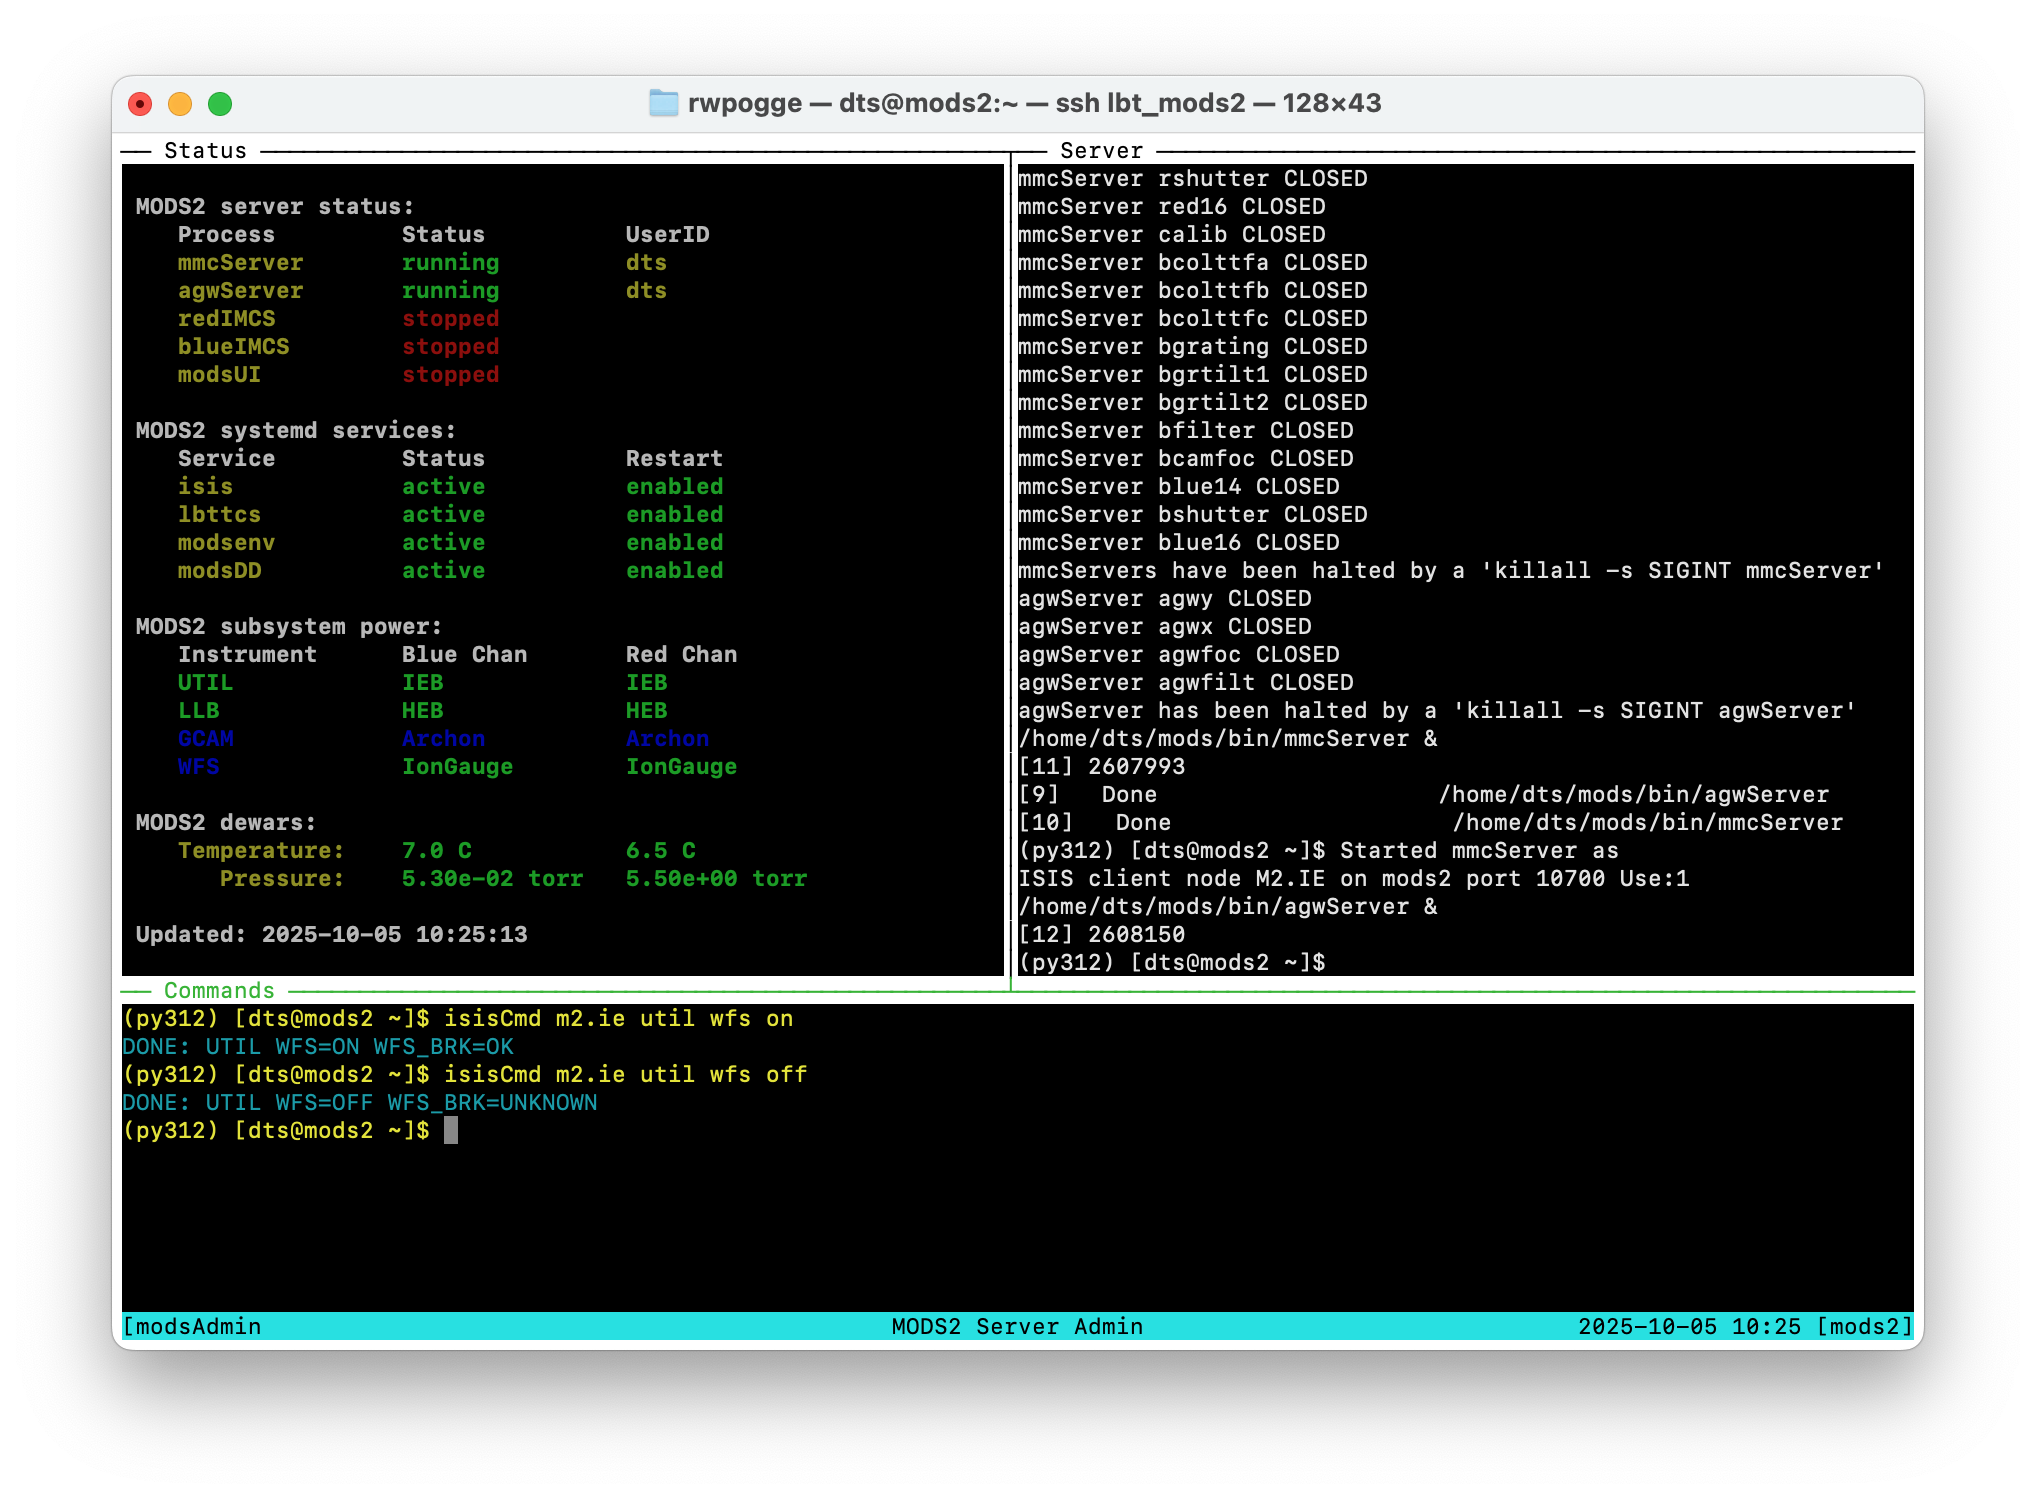 rwpogge — dts@mods2:~ — ssh lbt_mods2 — 128×43
Status
MODS2 server status:
Process Status UserID
mmcServer running dts
agwServer running dts
redIMCS stopped
blueIMCS stopped
modsUI stopped
MODS2 systemd services:
Service Status Restart
isis active enabled
lbttcs active enabled
modsenv active enabled
modsDD active enabled
MODS2 subsystem power:
Instrument Blue Chan Red Chan
UTIL IEB IEB
LLB HEB HEB
GCAM Archon Archon
WFS IonGauge IonGauge
MODS2 dewars:
Temperature: 7.0 C 6.5 C
Pressure: 5.30e-02 torr 5.50e+00 torr
Updated: 2025-10-05 10:25:13
Server
mmcServer rshutter CLOSED
mmcServer red16 CLOSED
mmcServer calib CLOSED
mmcServer bcolttfa CLOSED
mmcServer bcolttfb CLOSED
mmcServer bcolttfc CLOSED
mmcServer bgrating CLOSED
mmcServer bgrtilt1 CLOSED
mmcServer bgrtilt2 CLOSED
mmcServer bfilter CLOSED
mmcServer bcamfoc CLOSED
mmcServer blue14 CLOSED
mmcServer bshutter CLOSED
mmcServer blue16 CLOSED
mmcServers have been halted by a 'killall -s SIGINT mmcServer'
agwServer agwy CLOSED
agwServer agwx CLOSED
agwServer agwfoc CLOSED
agwServer agwfilt CLOSED
agwServer has been halted by a 'killall -s SIGINT agwServer'
/home/dts/mods/bin/mmcServer &
[11] 2607993
[9] Done /home/dts/mods/bin/agwServer
[10] Done /home/dts/mods/bin/mmcServer
(py312) [dts@mods2 ~]$ Started mmcServer as
ISIS client node M2.IE on mods2 port 10700 Use:1
/home/dts/mods/bin/agwServer &
[12] 2608150
(py312) [dts@mods2 ~]$
Commands
(py312) [dts@mods2 ~]$ isisCmd m2.ie util wfs on
DONE: UTIL WFS=ON WFS_BRK=OK
(py312) [dts@mods2 ~]$ isisCmd m2.ie util wfs off
DONE: UTIL WFS=OFF WFS_BRK=UNKNOWN
(py312) [dts@mods2 ~]$
[modsAdmin MODS2 Server Admin 2025-10-05 10:25 [mods2]